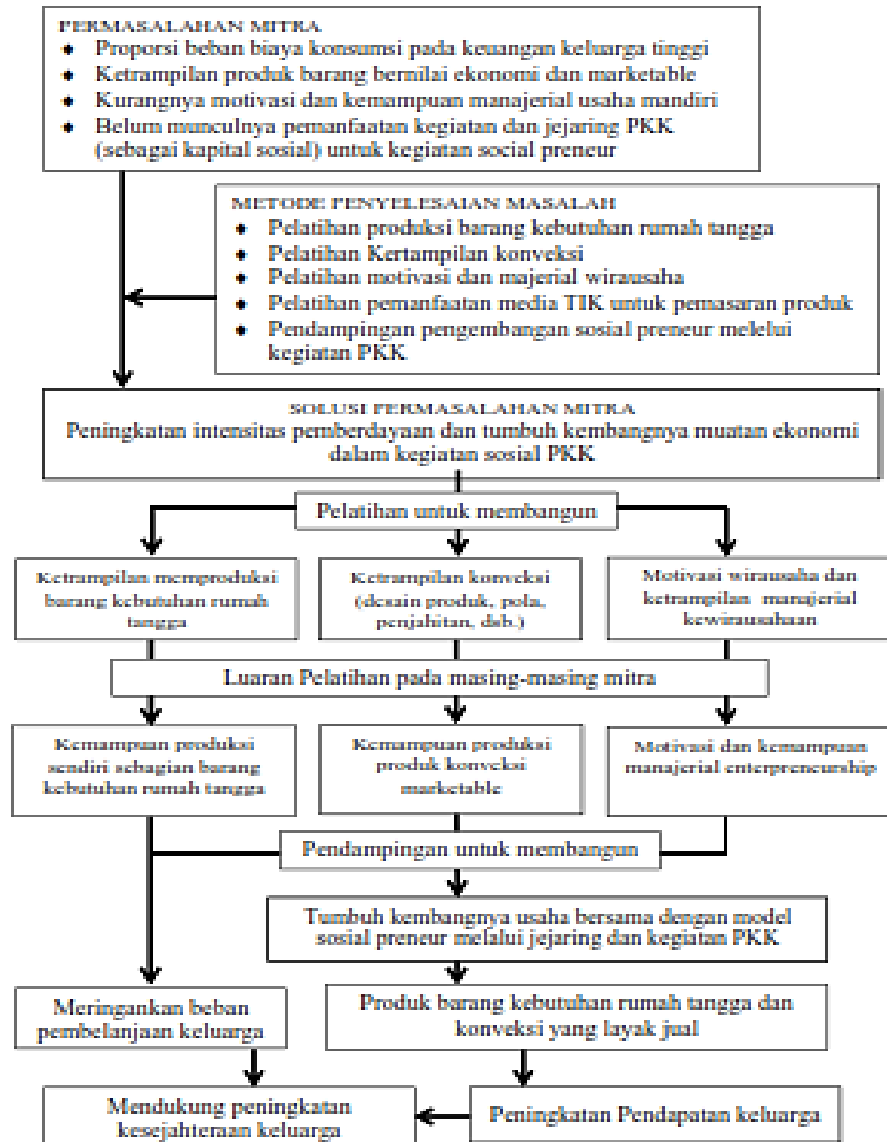 PERMASALAHAN MITRA
♦ Proporsi beban biaya konsumsi pada keuangan keluarga tinggi
♦ Ketrampilan produk barang bernilai ekonomi dan marketable
♦ Kurangnya motivasi dan kemampuan manajerial usaha mandiri
♦ Belum munculnya pemanfaatan kegiatan dan jejaring PKK
(sebagai kapital sosial) untuk kegiatan social preneur
METODE PENYELESAIAN MASALAH
♦ Pelatihan produksi barang kebutuhan rumah tangga
♦ Pelatihan Kertampilan konveksi
♦ Pelatihan motivasi dan majerial wirausaha
♦ Pelatihan pemanfaatan media TIK untuk pemasaran produk
♦ Pendampingan pengembangan sosial preneur melelui
kegiatan PKK
SOLUSI PERMASALAHAN MITRA
Peningkatan intensitas pemberdayaan dan tumbuh kembangnya muatan ekonomi
dalam kegiatan sosial PKK
Pelatihan untuk membangun
Ketrampilan memproduksi
barang kebutuhan rumah
tangga
Ketrampilan konveksi
(desain produk, pola,
penjahitan, dsb.)
Motivasi wirausaha dan
ketrampilan manajerial
kewirausahaan
Luaran Pelatihan pada masing-masing mitra
Kemampuan produksi
sendiri sebagian barang
kebutuhan rumah tangga
Kemampuan produksi
produk konveksi
marketable
Motivasi dan kemampuan
manajerial enterpreneurship
Pendampingan untuk membangun
Tumbuh kembangnya usaha bersama dengan model
sosial preneur melalui jejaring dan kegiatan PKK
Meringankan beban
pembelanjaan keluarga
Produk barang kebutuhan rumah tangga dan
konveksi yang layak jual
Mendukung peningkatan
kesejahteraan keluarga
Peningkatan Pendapatan keluarga